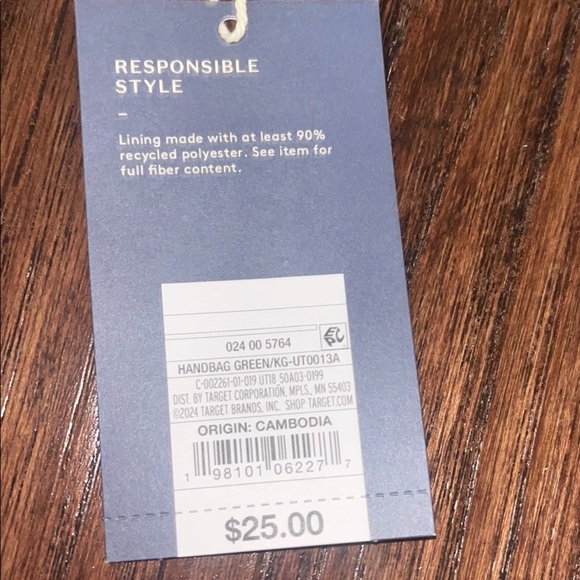 RESPONSIBLE
STYLE
–
Lining made with at least 90%
recycled polyester. See item for
full fiber content.
024 00 5764
HANDBAG GREEN/KG-UT0013A
C-002261-01-019 UT18 50A03-0199
DIST. BY TARGET CORPORATION, MPLS., MN 55403
©2024 TARGET BRANDS, INC. SHOP TARGET.COM
ORIGIN: CAMBODIA
1 98101 06227 7
$25.00